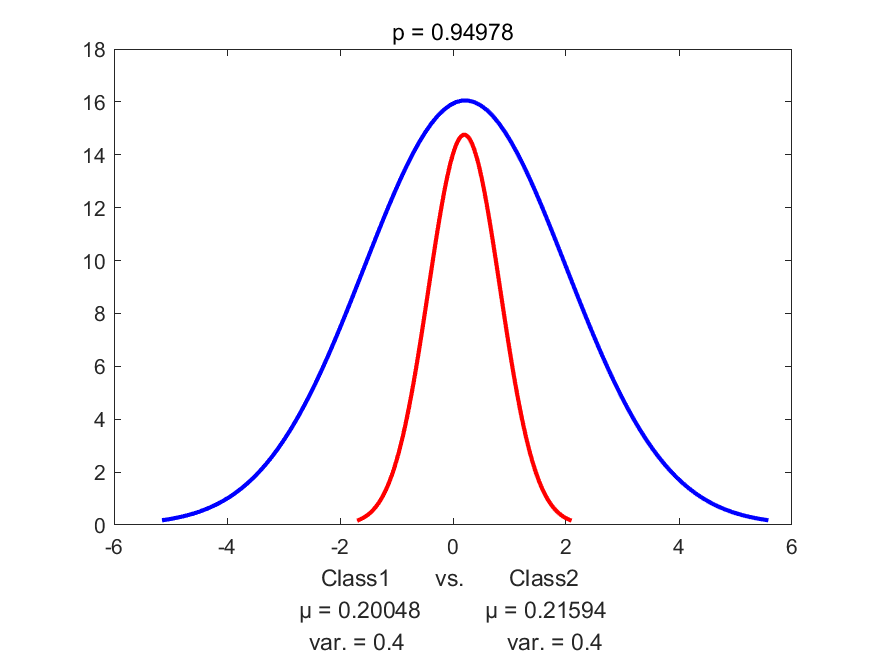 p = 0.94978
18
16
14
12
10
8
6
4
2
0
-6 -4 -2 0 2 4 6
Class1 vs. Class2
μ = 0.20048 μ = 0.21594
var. = 0.4 var. = 0.4